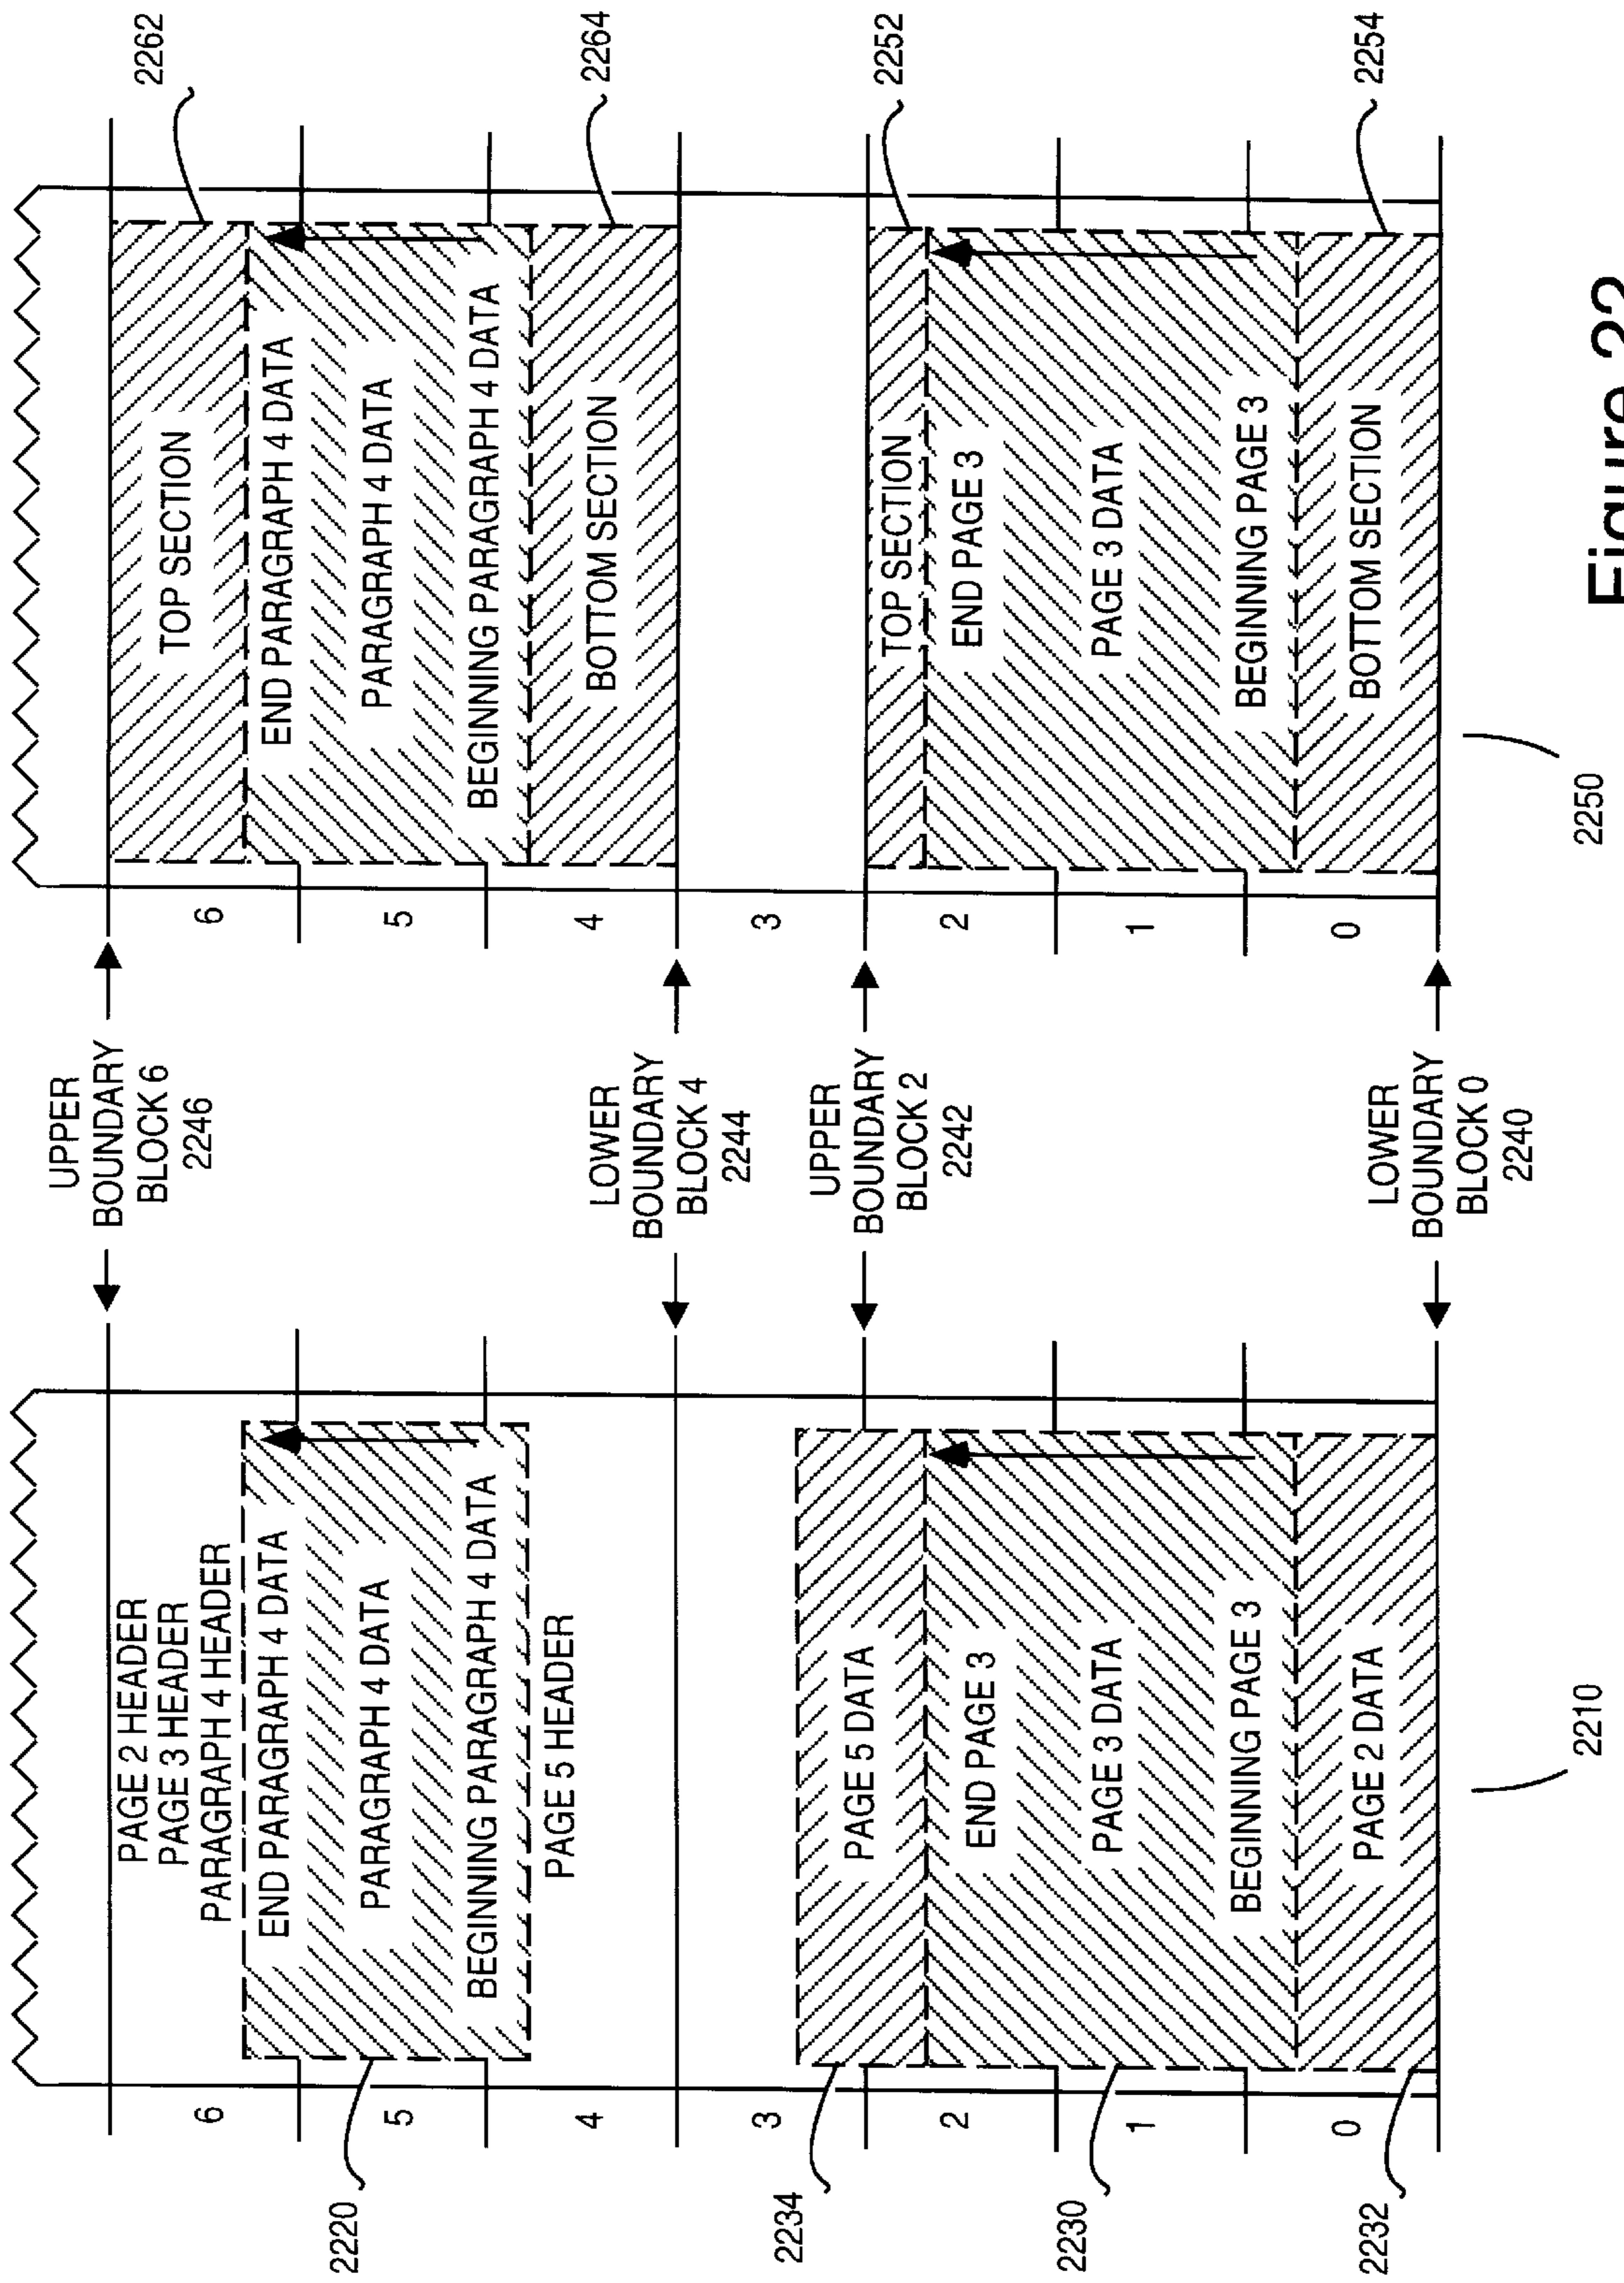 2220
2234
2230
2232
6
5
4
3
2
1
0
PAGE 2 HEADER
PAGE 3 HEADER
PARAGRAPH 4 HEADER
END PARAGRAPH 4 DATA
PARAGRAPH 4 DATA
BEGINNING PARAGRAPH 4 DATA
PAGE 5 HEADER
PAGE 5 DATA
END PAGE 3
PAGE 3 DATA
BEGINNING PAGE 3
PAGE 2 DATA
2210
UPPER
BOUNDARY
BLOCK 6
2246
LOWER
BOUNDARY
BLOCK 4
2244
UPPER
BOUNDARY
BLOCK 2
2242
LOWER
BOUNDARY
BLOCK 0
2240
6
5
4
3
2
1
0
TOP SECTION
END PARAGRAPH 4 DATA
PARAGRAPH 4 DATA
BEGINNING PARAGRAPH 4 DATA
BOTTOM SECTION
TOP SECTION
END PAGE 3
PAGE 3 DATA
BEGINNING PAGE 3
BOTTOM SECTION
2250
2262
2264
2252
2254
Figure 22